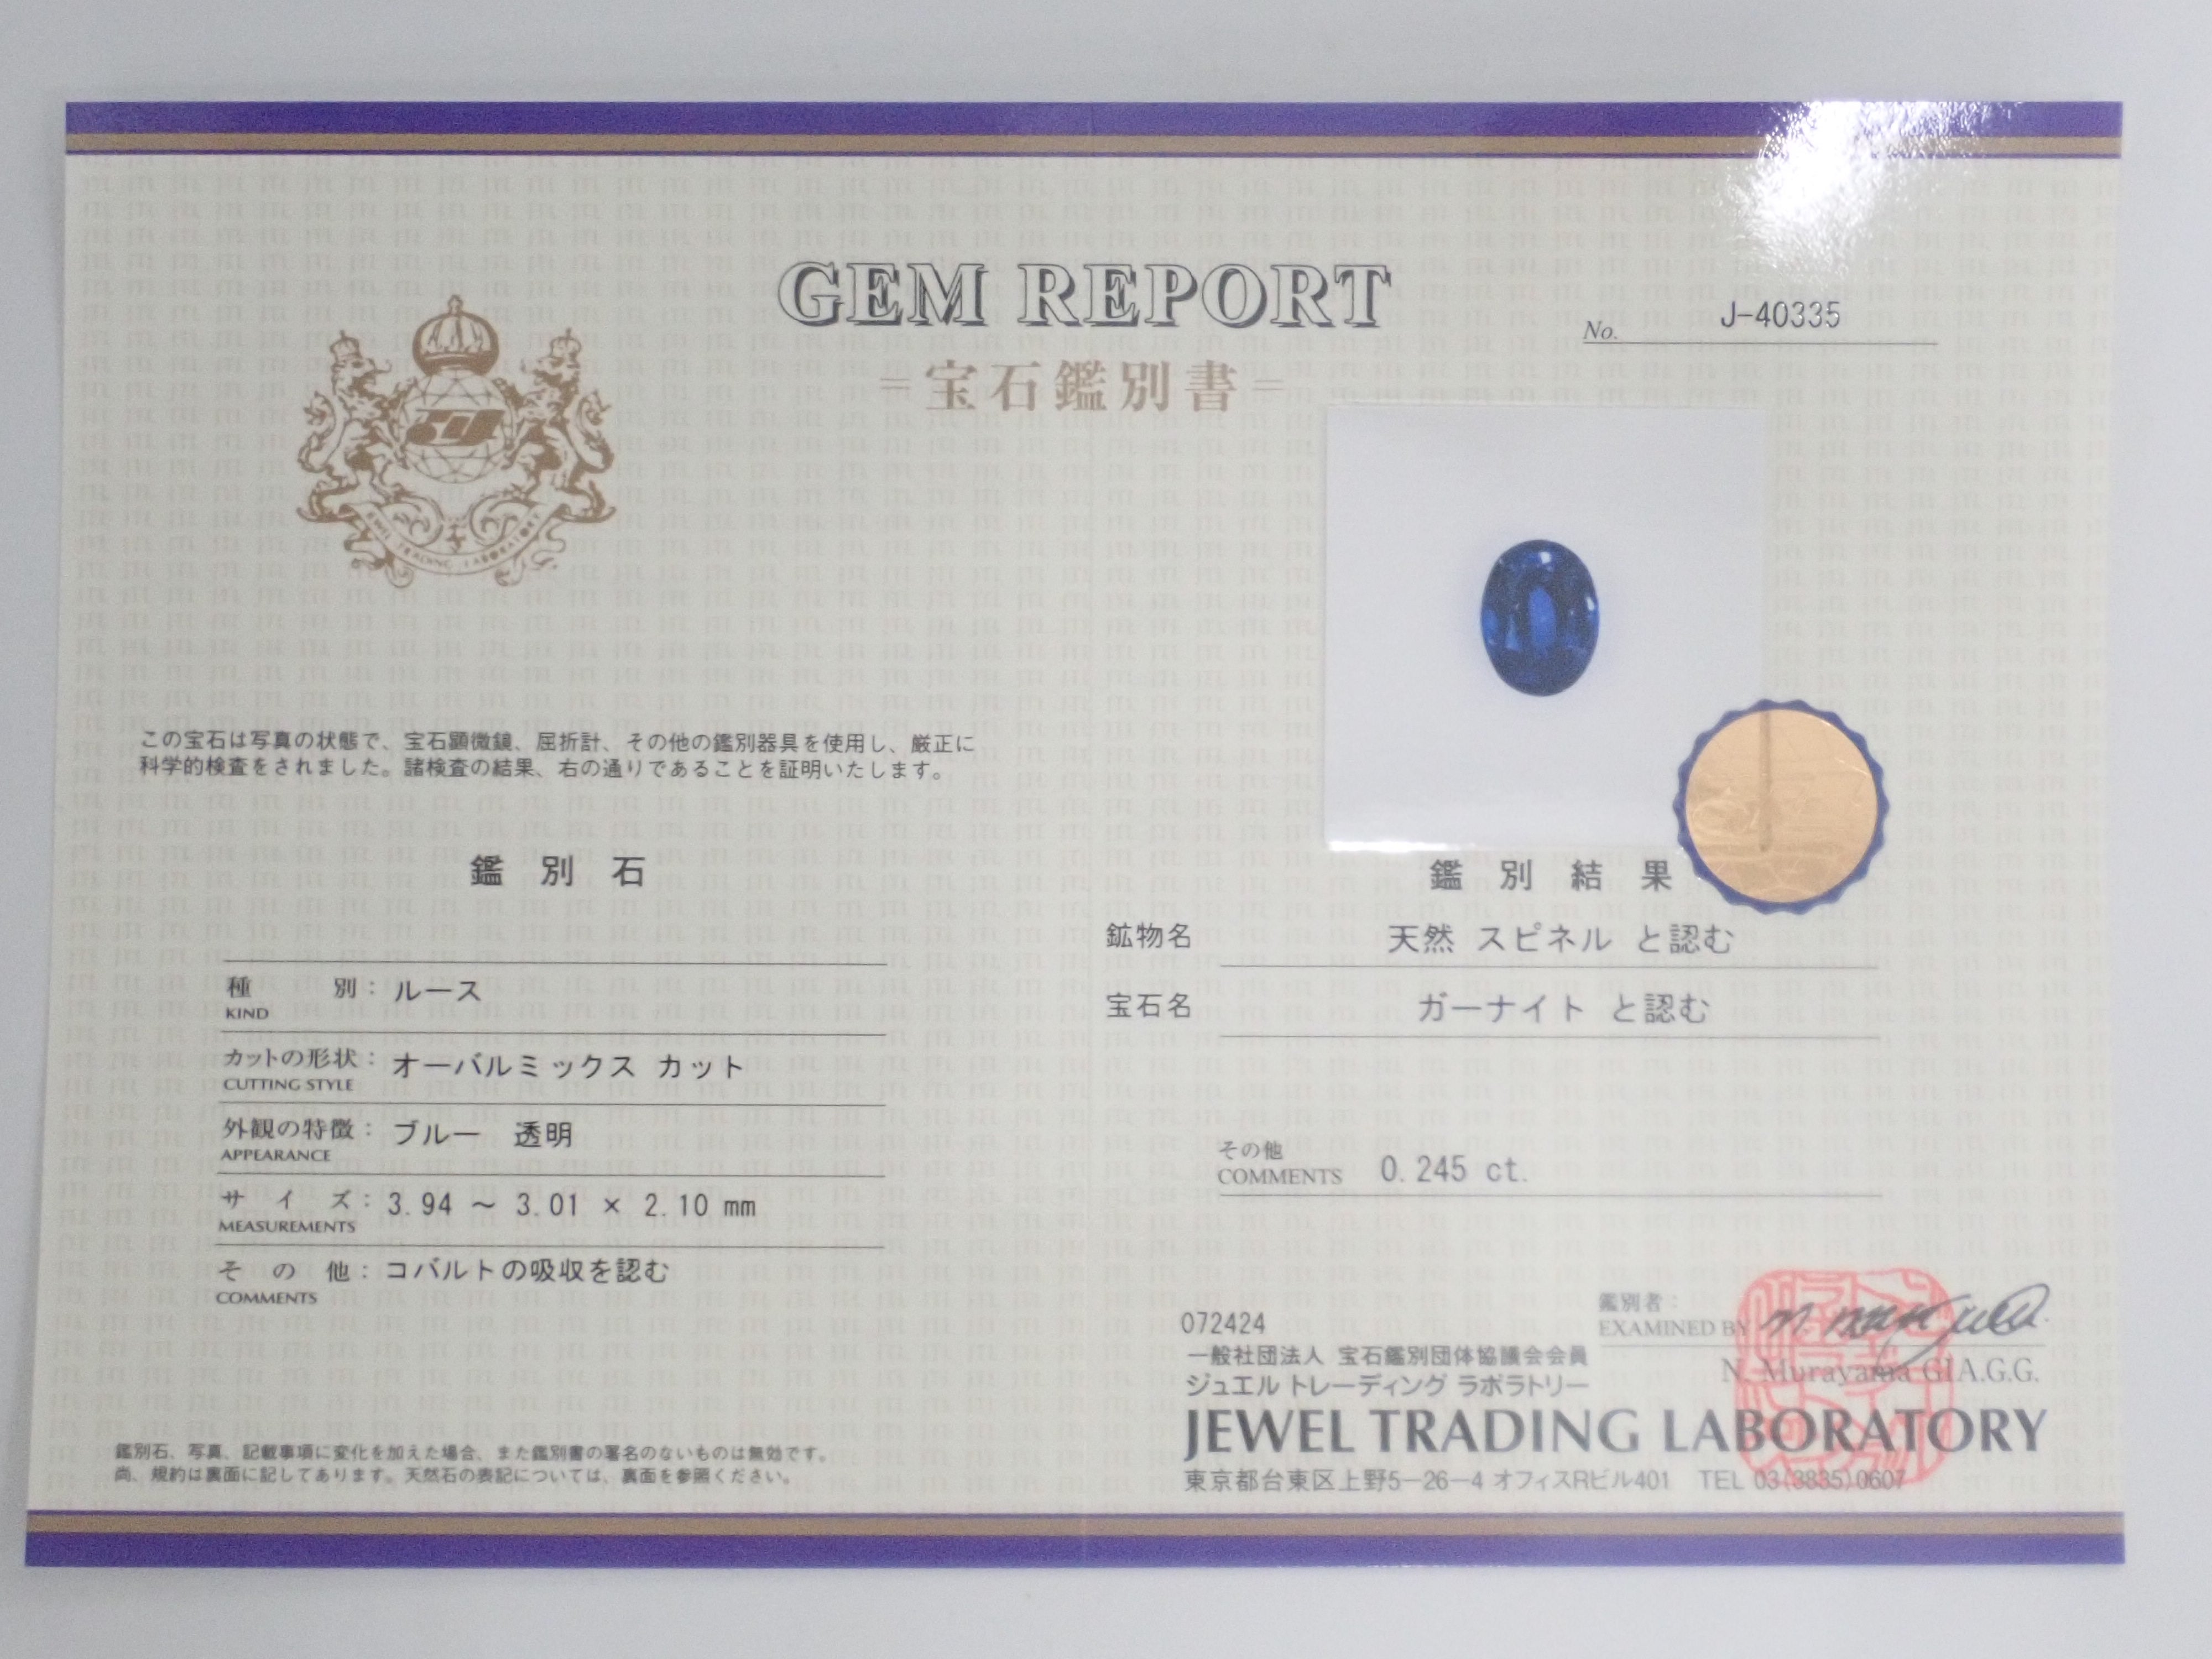 GEM REPORT
No. J-40335
=宝石鑑別書=
JEWEL TRADING LABORATORY
この宝石は写真の状態で、宝石顕微鏡、屈折計、その他の鑑別器具を使用し、厳正に
科学的検査をされました。諸検査の結果、右の通りであることを証明いたします。
鑑別石
種別：ルース
KIND
カットの形状：オーバルミックス カット
CUTTING STYLE
外観の特徴：ブルー 透明
APPEARANCE
サイズ：3.94 ～ 3.01 × 2.10 mm
MEASUREMENTS
その他：コバルトの吸収を認む
COMMENTS
鑑別石、写真、記載事項に変化を加えた場合、また鑑別書の署名のないものは無効です。
尚、規約は裏面に記してあります。天然石の表記については、裏面を参照ください。
鑑別結果
鉱物名 天然 スピネル と認む
宝石名 ガーナイト と認む
その他
COMMENTS 0.245 ct.
072424
鑑別者：
EXAMINED BY
N. Murayama GIA.G.G.
一般社団法人 宝石鑑別団体協議会会員
ジュエル トレーディング ラボラトリー
JEWEL TRADING LABORATORY
東京都台東区上野5－26－4 オフィスRビル401 TEL 03(3835)0607